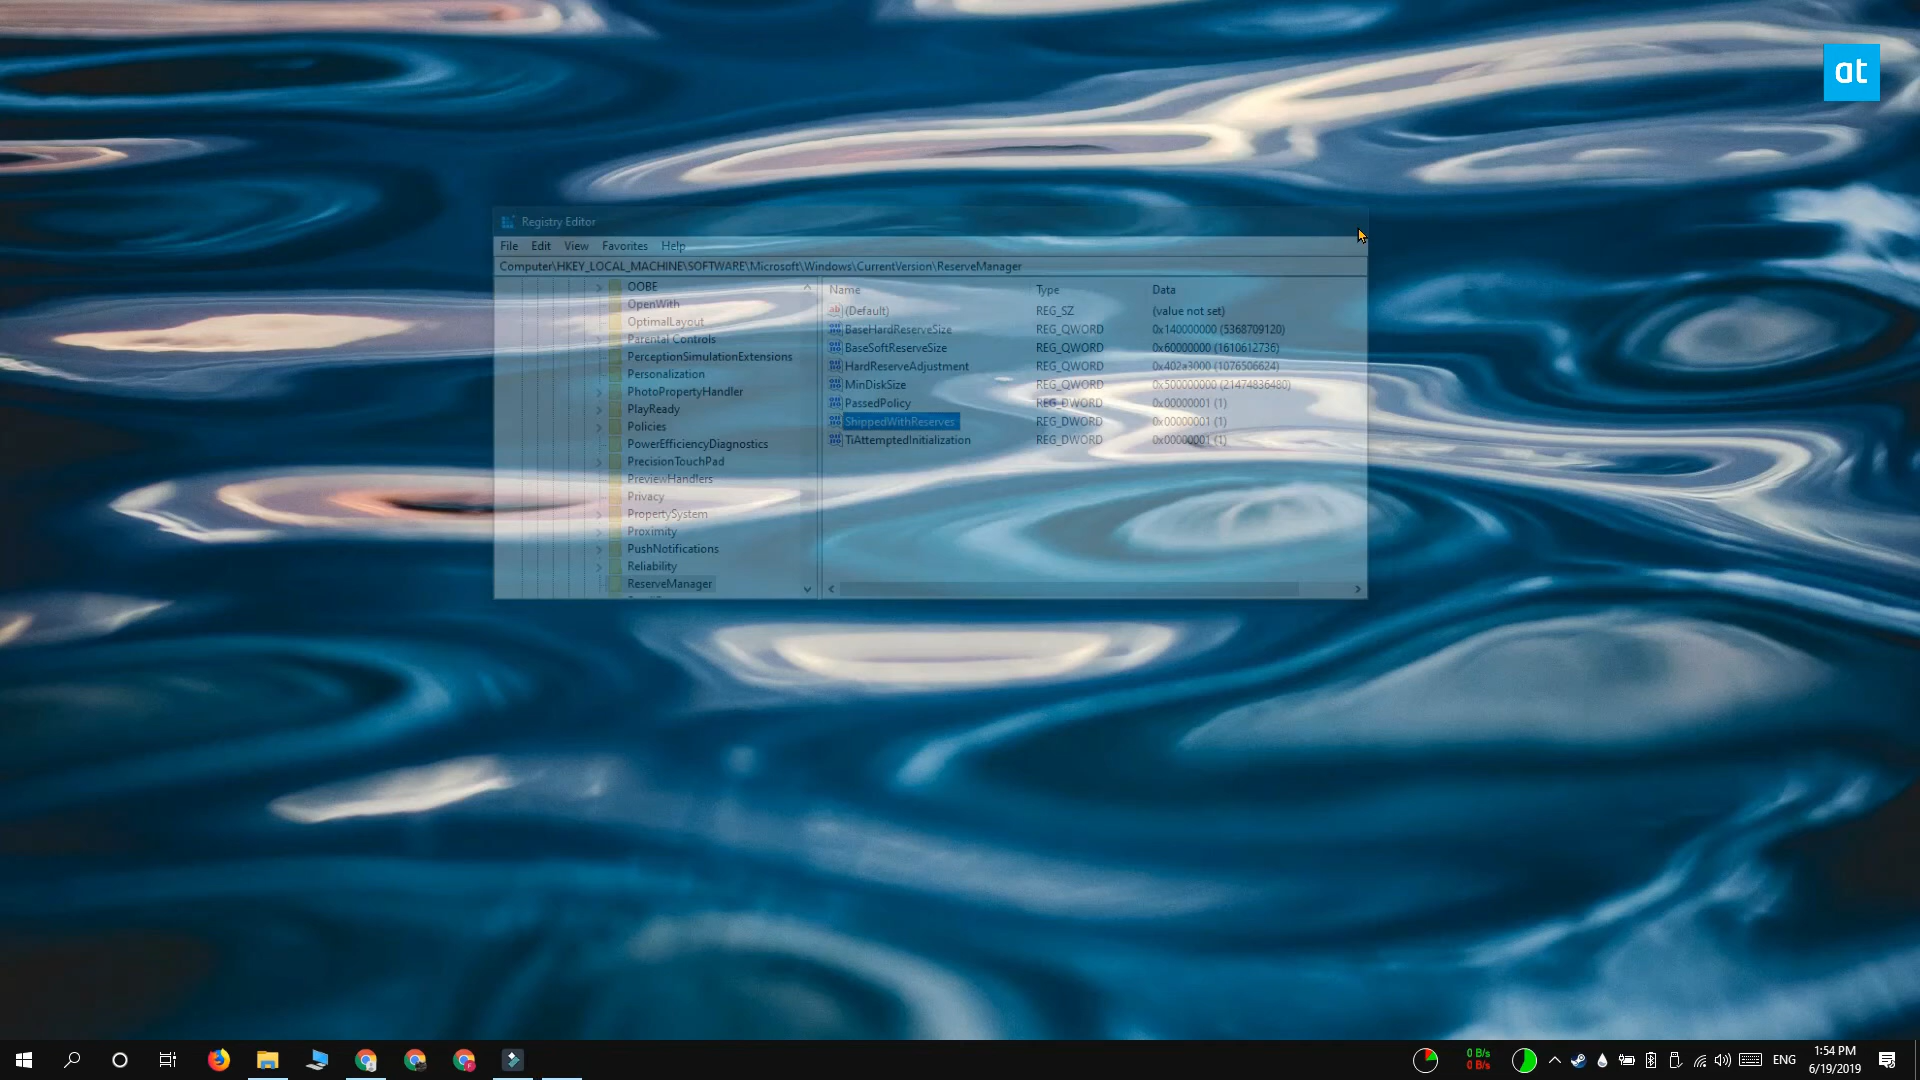 at
Registry Editor
File Edit View Favorites Help
Computer\HKEY_LOCAL_MACHINE\SOFTWARE\Microsoft\Windows\CurrentVersion\ReserveManager
OOBE
OpenWith
OptimalLayout
Parental Controls
PerceptionSimulationExtensions
Personalization
PhotoPropertyHandler
PlayReady
Policies
PowerEfficiencyDiagnostics
PrecisionTouchPad
PreviewHandlers
Privacy
PropertySystem
Proximity
PushNotifications
Reliability
ReserveManager
Name Type Data
(Default) REG_SZ (value not set)
BaseHardReserveSize REG_QWORD 0x140000000 (5368709120)
BaseSoftReserveSize REG_QWORD 0x60000000 (1610612736)
HardReserveAdjustment REG_QWORD 0x402a3000 (1076506624)
MinDiskSize REG_QWORD 0x500000000 (21474836480)
PassedPolicy REG_DWORD 0x00000001 (1)
ShippedWithReserves REG_DWORD 0x00000001 (1)
TiAttemptedInitialization REG_DWORD 0x00000001 (1)
0 B/s
0 B/s
ENG
1:54 PM
6/19/2019